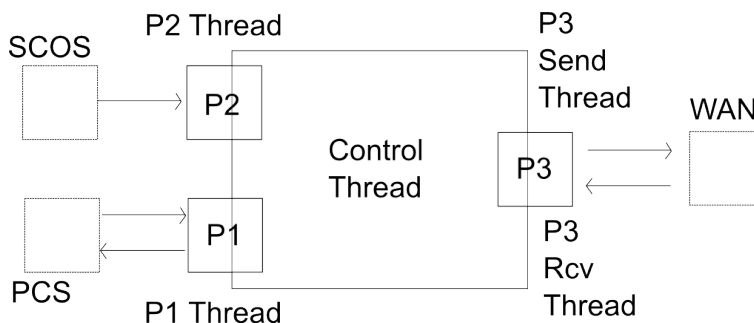 P2 Thread
SCOS
P2
P3
Send
Thread
WAN
Control
Thread
P3
P1
PCS
P1 Thread
P3
Rcv
Thread